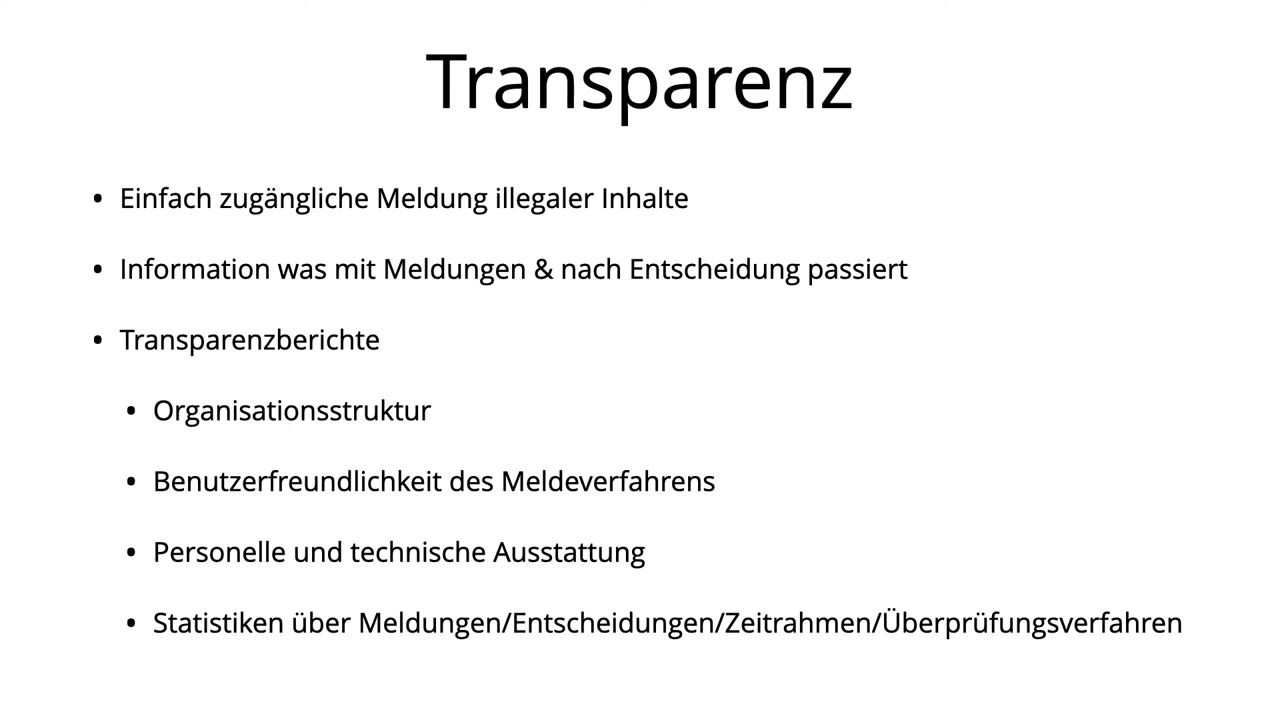 Transparenz
• Einfach zugängliche Meldung illegaler Inhalte
• Information was mit Meldungen & nach Entscheidung passiert
• Transparenzberichte
• Organisationsstruktur
• Benutzerfreundlichkeit des Meldeverfahrens
• Personelle und technische Ausstattung
• Statistiken über Meldungen/Entscheidungen/Zeitrahmen/Überprüfungsverfahren